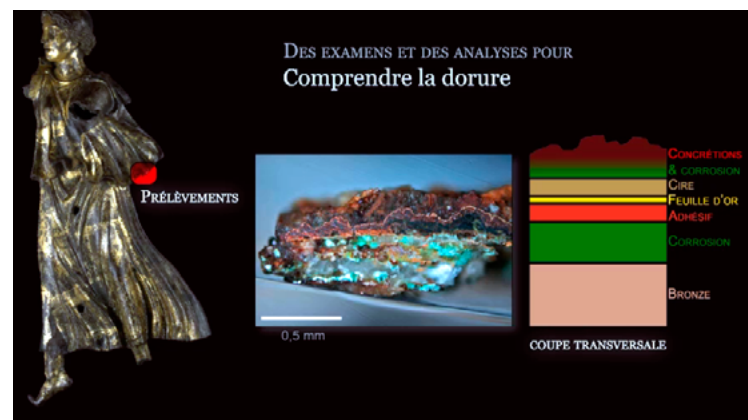 DES EXAMENS ET DES ANALYSES POUR
Comprendre la dorure
PRÉLÈVEMENTS
0,5 mm
CONCRÉTIONS
& CORROSION
CIRE
FEUILLE D'OR
ADHÉSIF
CORROSION
BRONZE
COUPE TRANSVERSALE